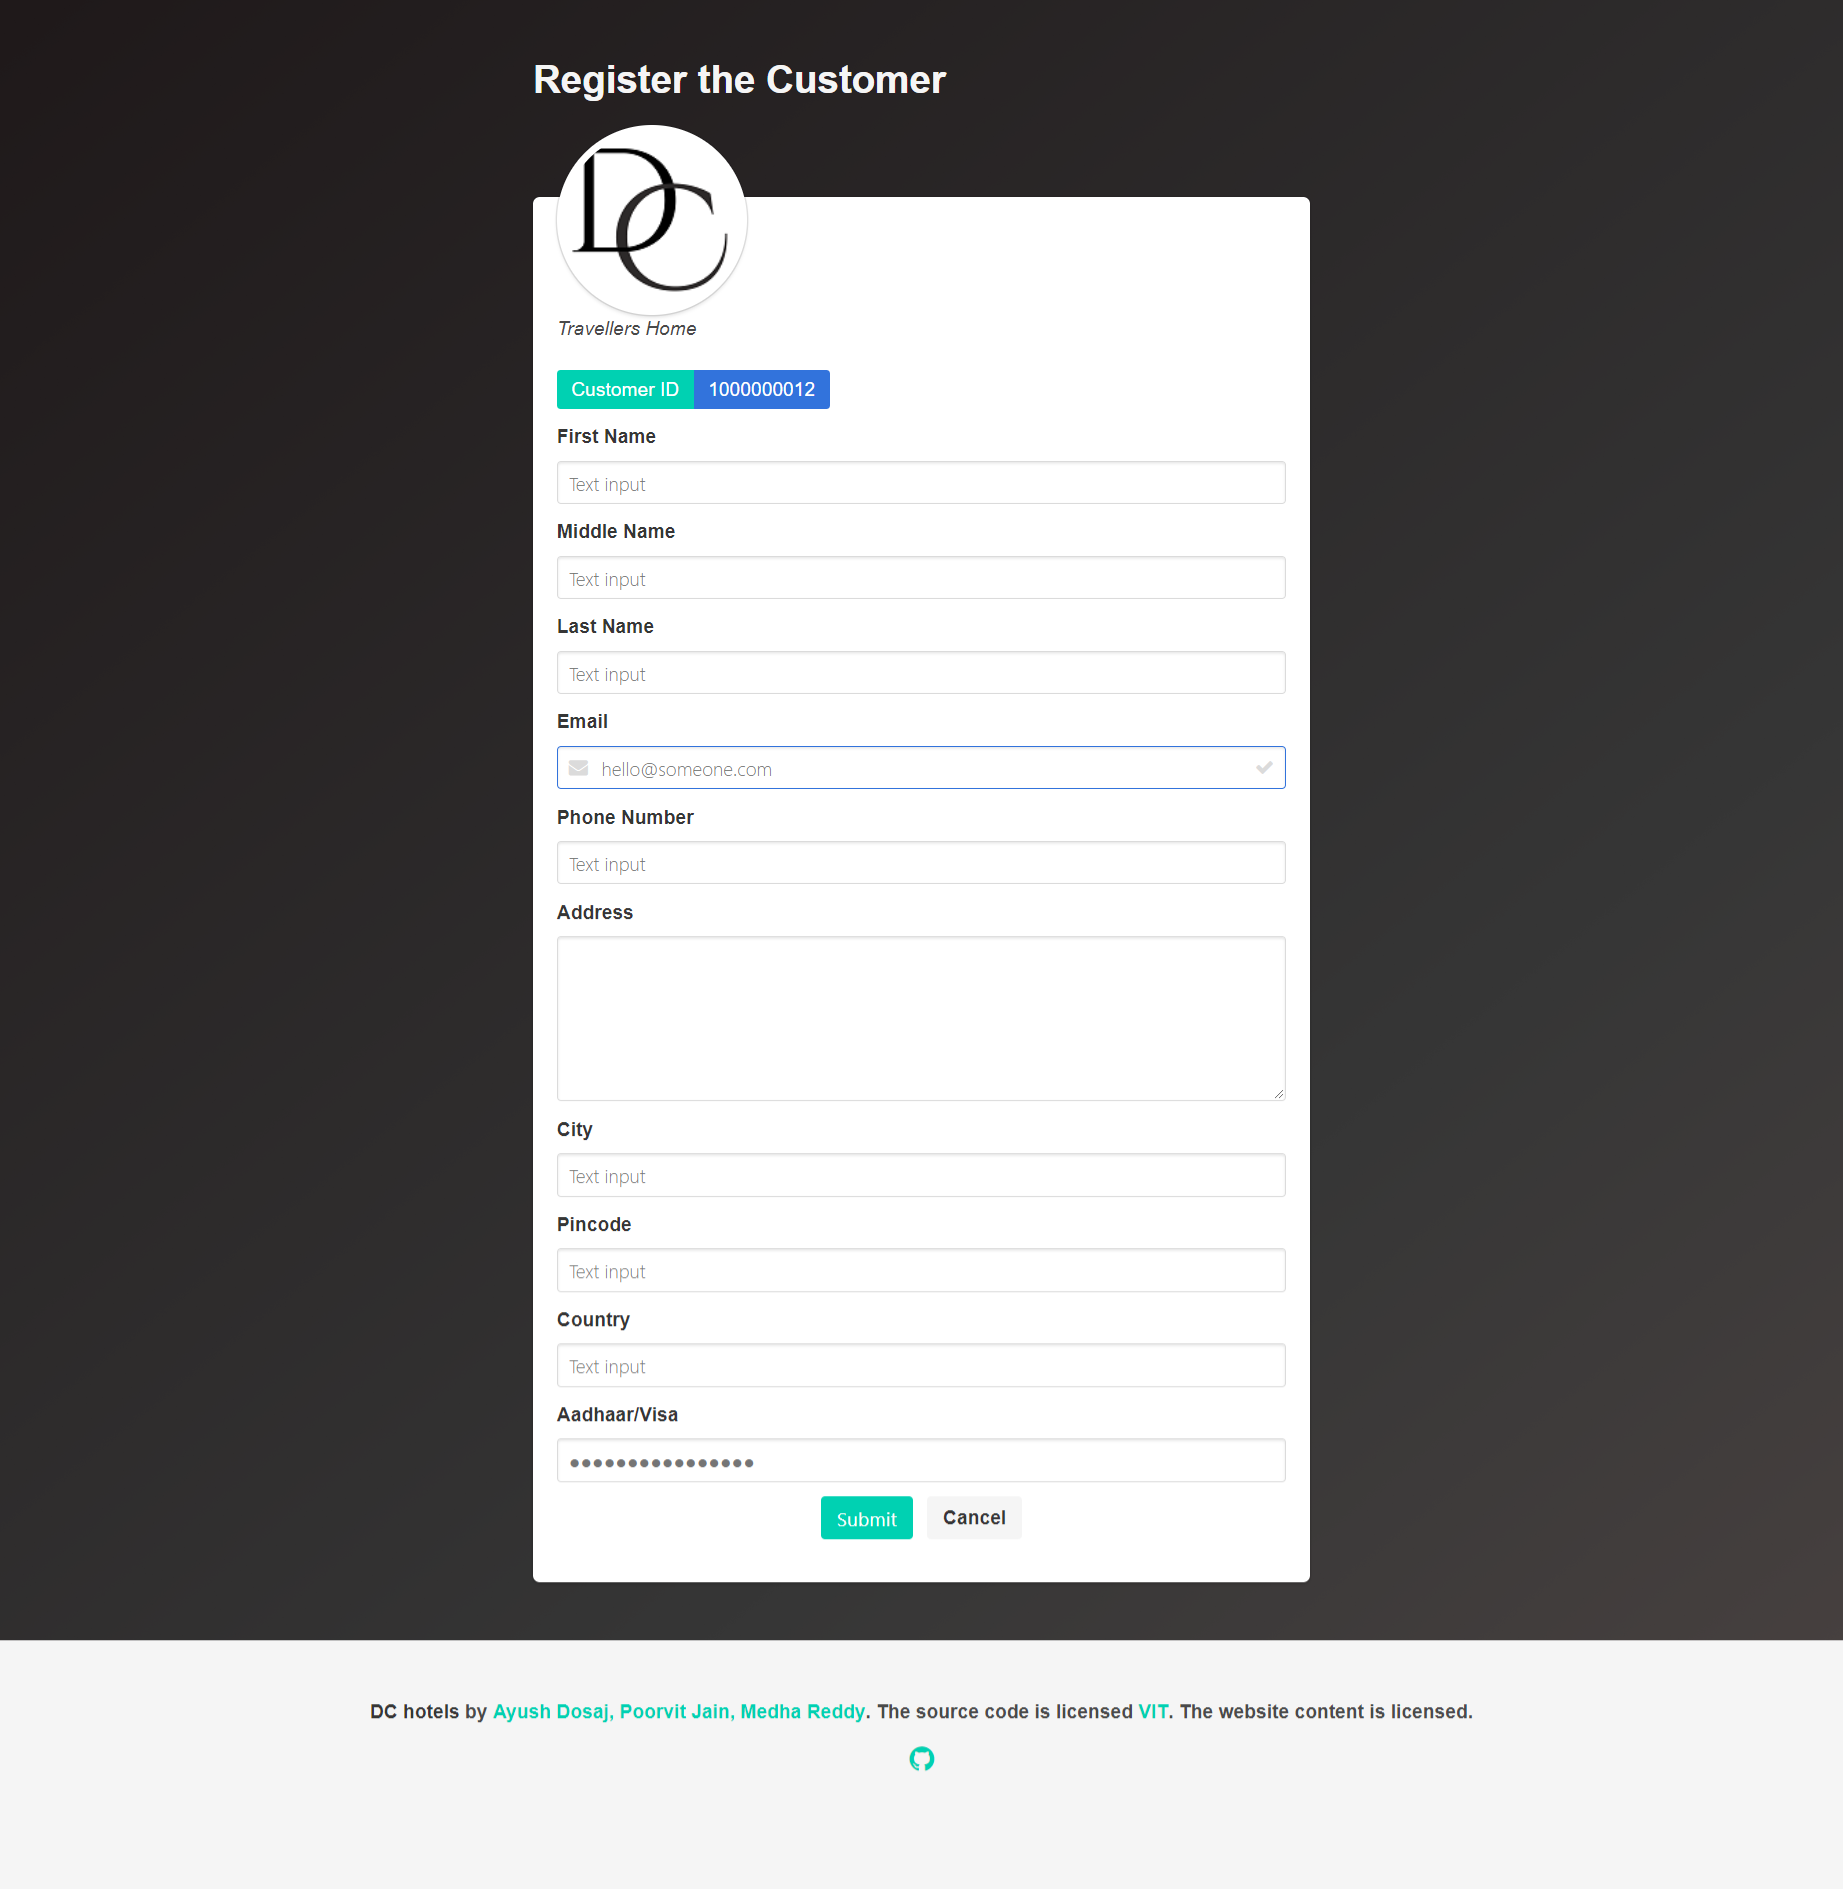 Register the Customer
DC
Travellers Home
Customer ID 1000000012
First Name
Text input
Middle Name
Text input
Last Name
Text input
Email
hello@someone.com
Phone Number
Text input
Address
City
Text input
Pincode
Text input
Country
Text input
Aadhaar/Visa
●●●●●●●●●●●●●●●●
Submit Cancel
DC hotels by Ayush Dosaj, Poorvit Jain, Medha Reddy. The source code is licensed VIT. The website content is licensed.